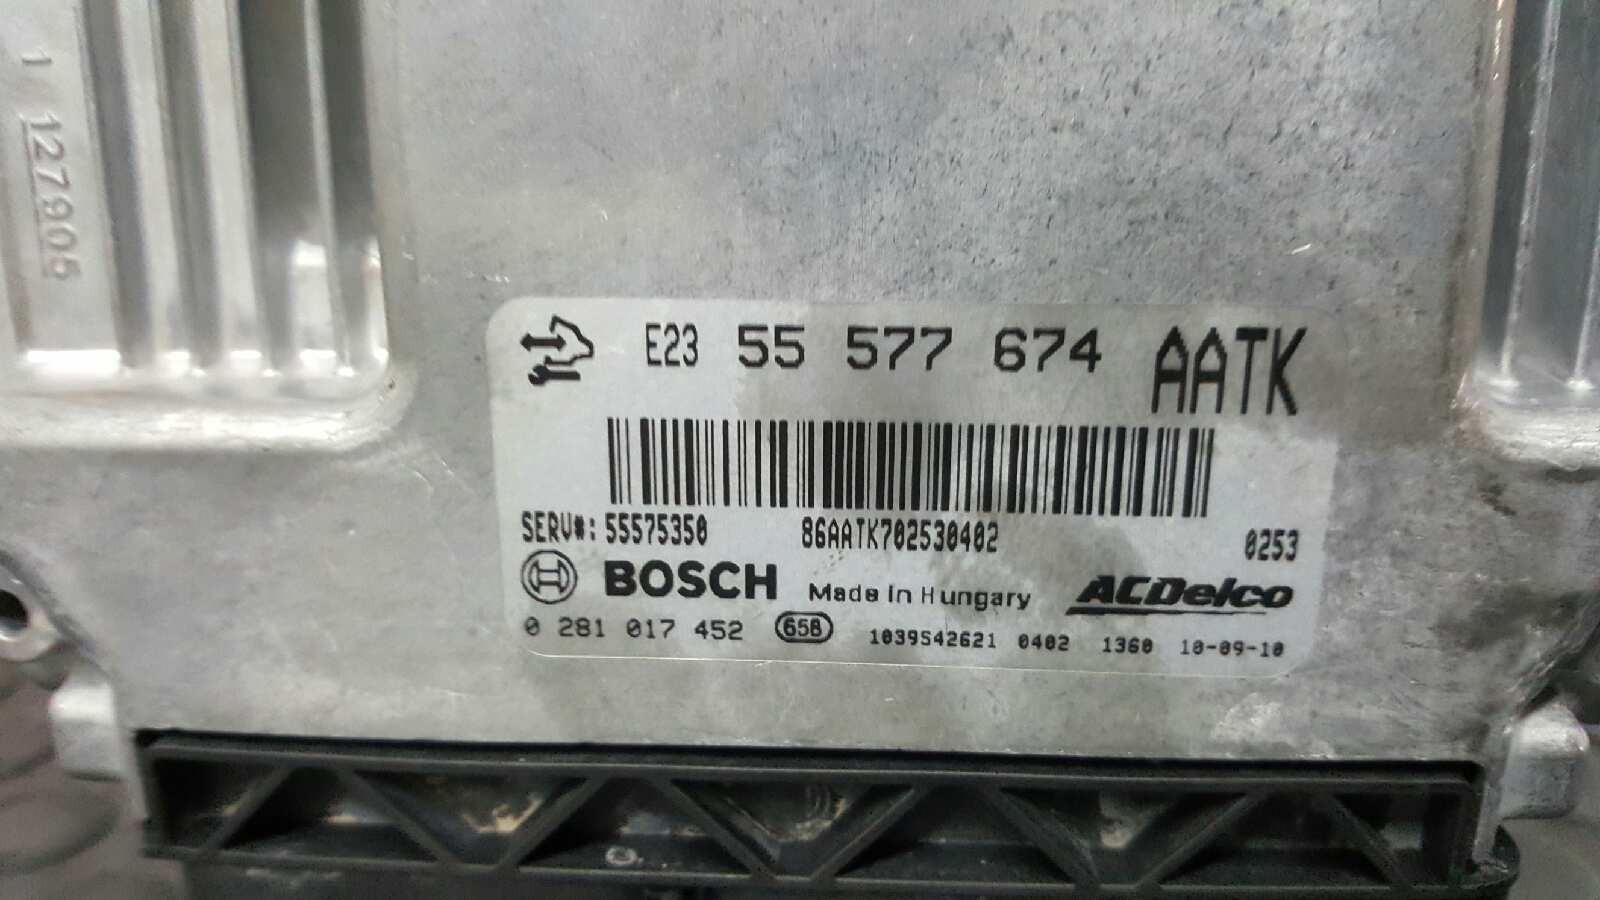 1 127905
E23 55 577 674 AATK
SERV#: 55575350 86AATK702530402 0253
BOSCH Made in Hungary ACDelco
0 281 017 452 658 1039S42621 0402 1360 10-09-10